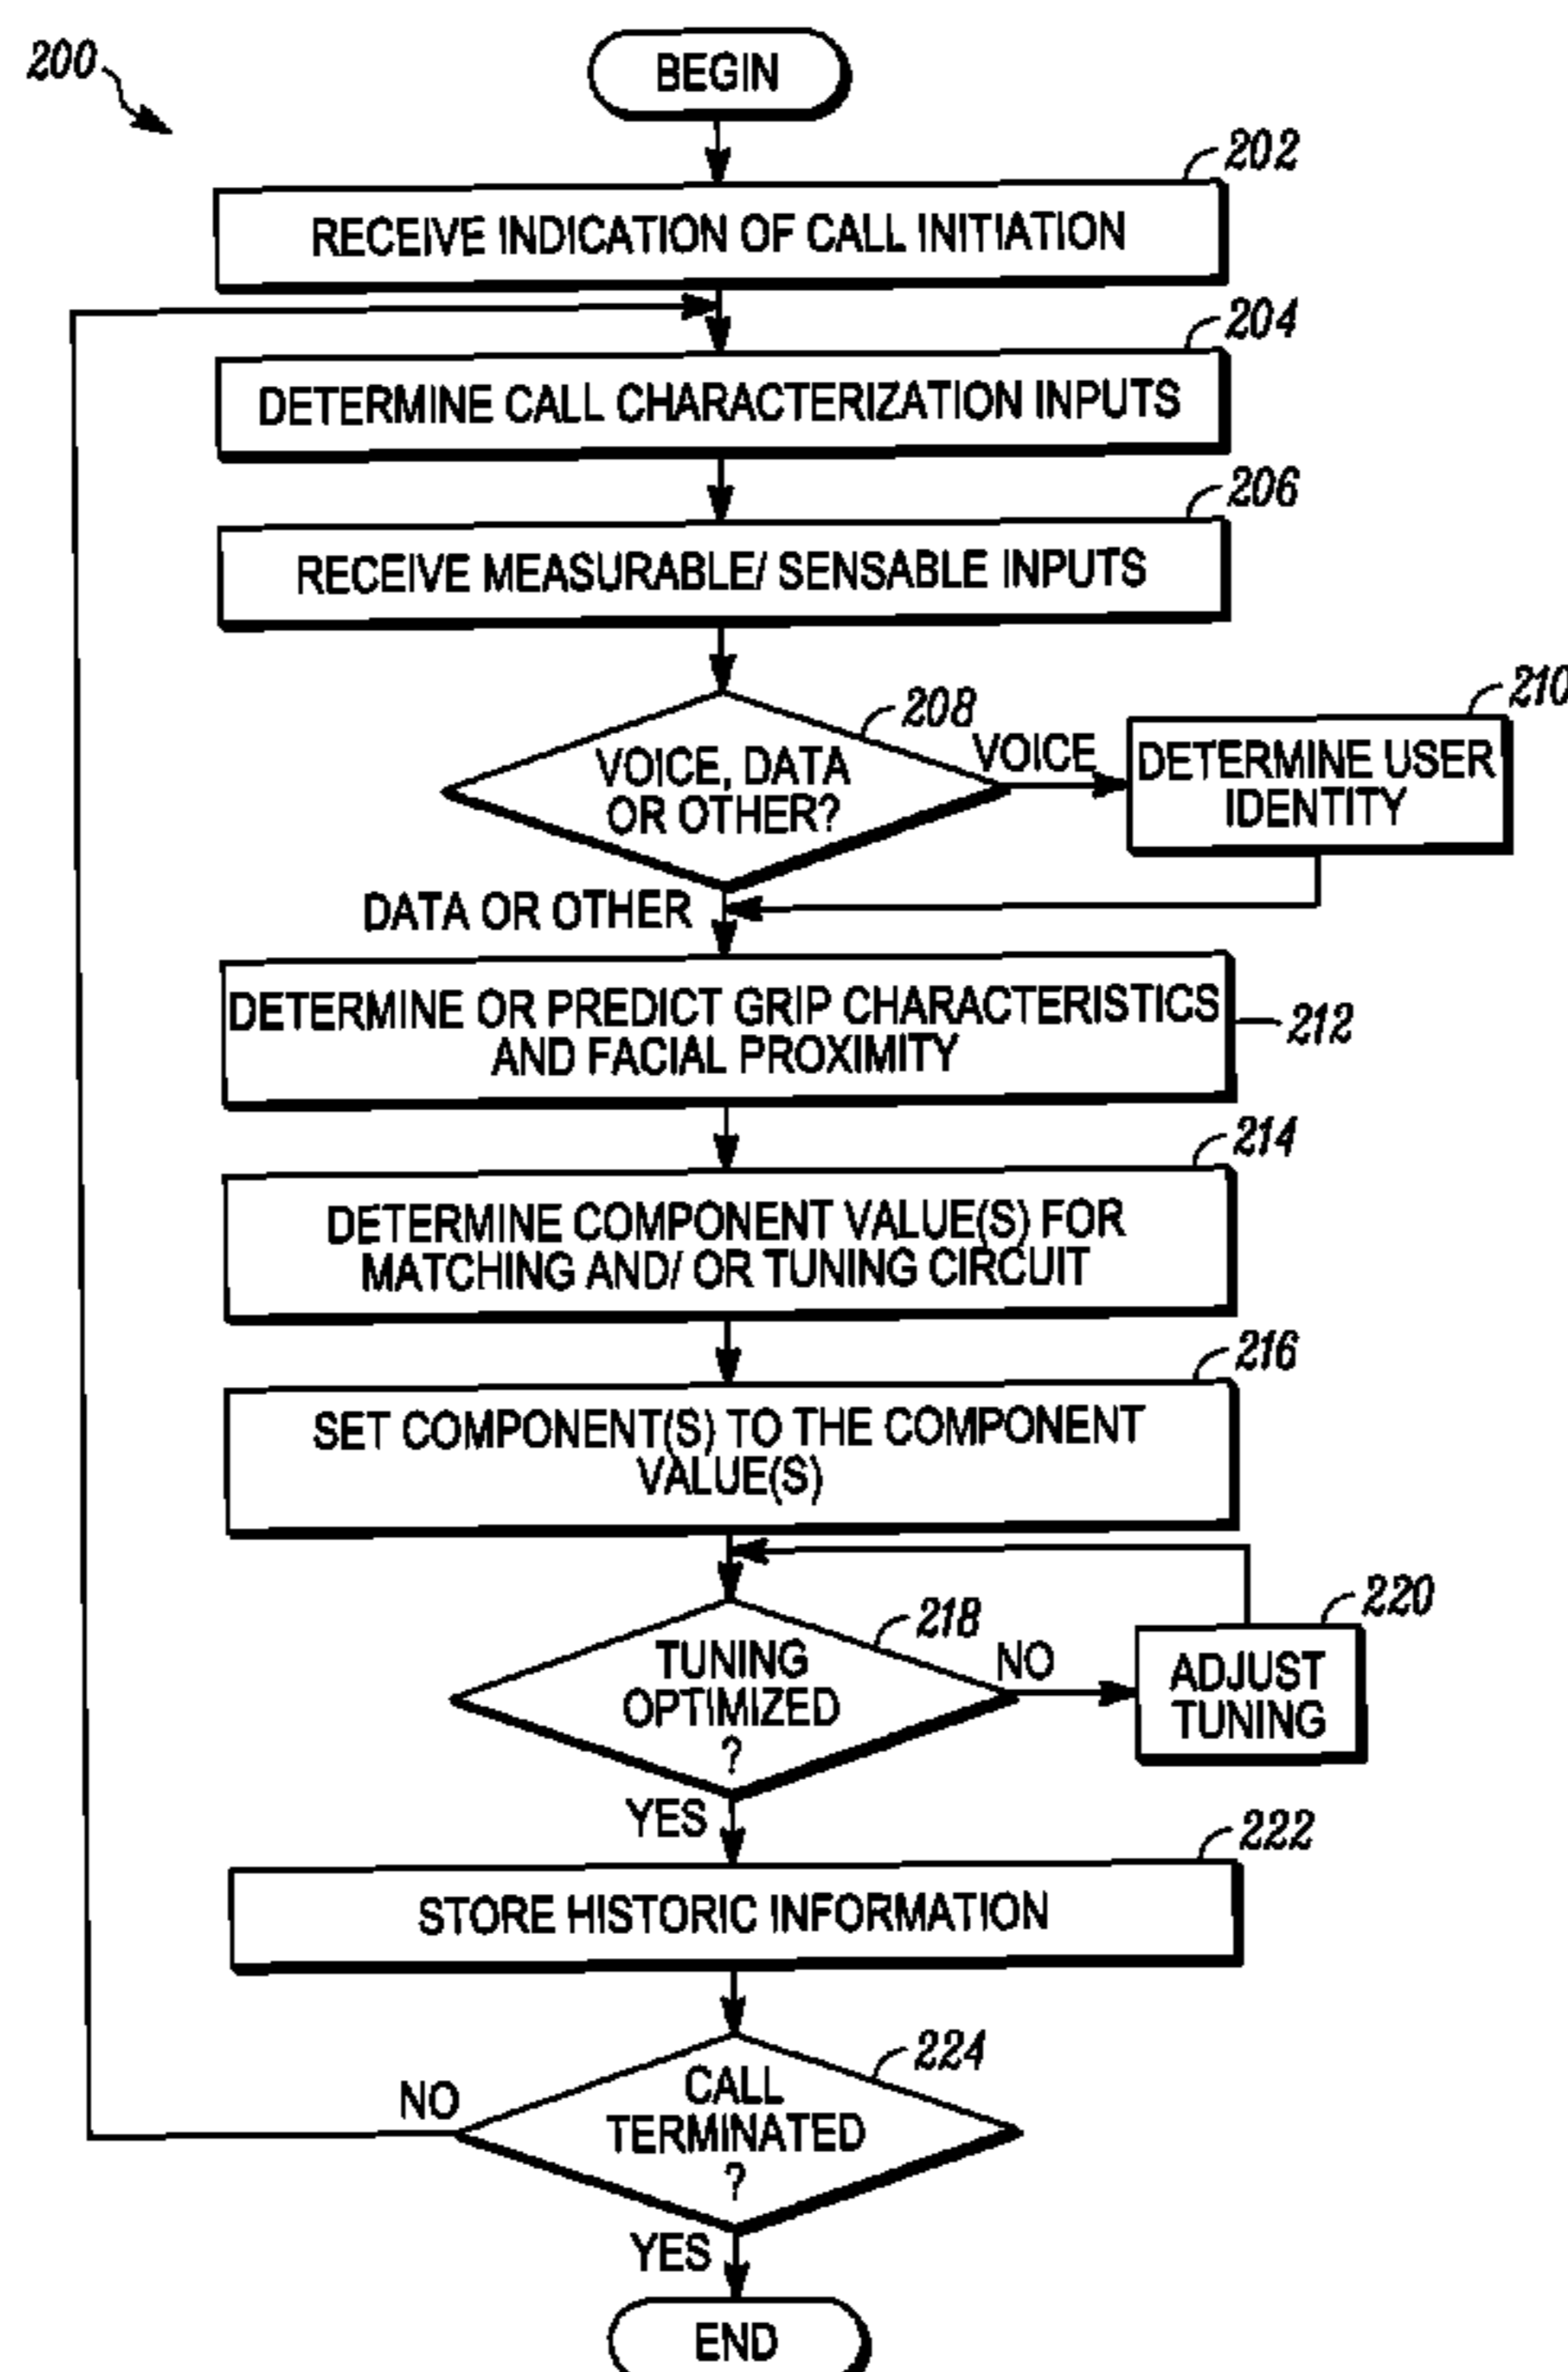 200
BEGIN
202
RECEIVE INDICATION OF CALL INITIATION
204
DETERMINE CALL CHARACTERIZATION INPUTS
206
RECEIVE MEASURABLE/ SENSABLE INPUTS
208
VOICE, DATA
OR OTHER?
VOICE
210
DETERMINE USER
IDENTITY
DATA OR OTHER
DETERMINE OR PREDICT GRIP CHARACTERISTICS
AND FACIAL PROXIMITY
212
214
DETERMINE COMPONENT VALUE(S) FOR
MATCHING AND/ OR TUNING CIRCUIT
216
SET COMPONENT(S) TO THE COMPONENT
VALUE(S)
218
TUNING
OPTIMIZED
?
NO
220
ADJUST
TUNING
YES
222
STORE HISTORIC INFORMATION
224
CALL
TERMINATED
?
NO
YES
END